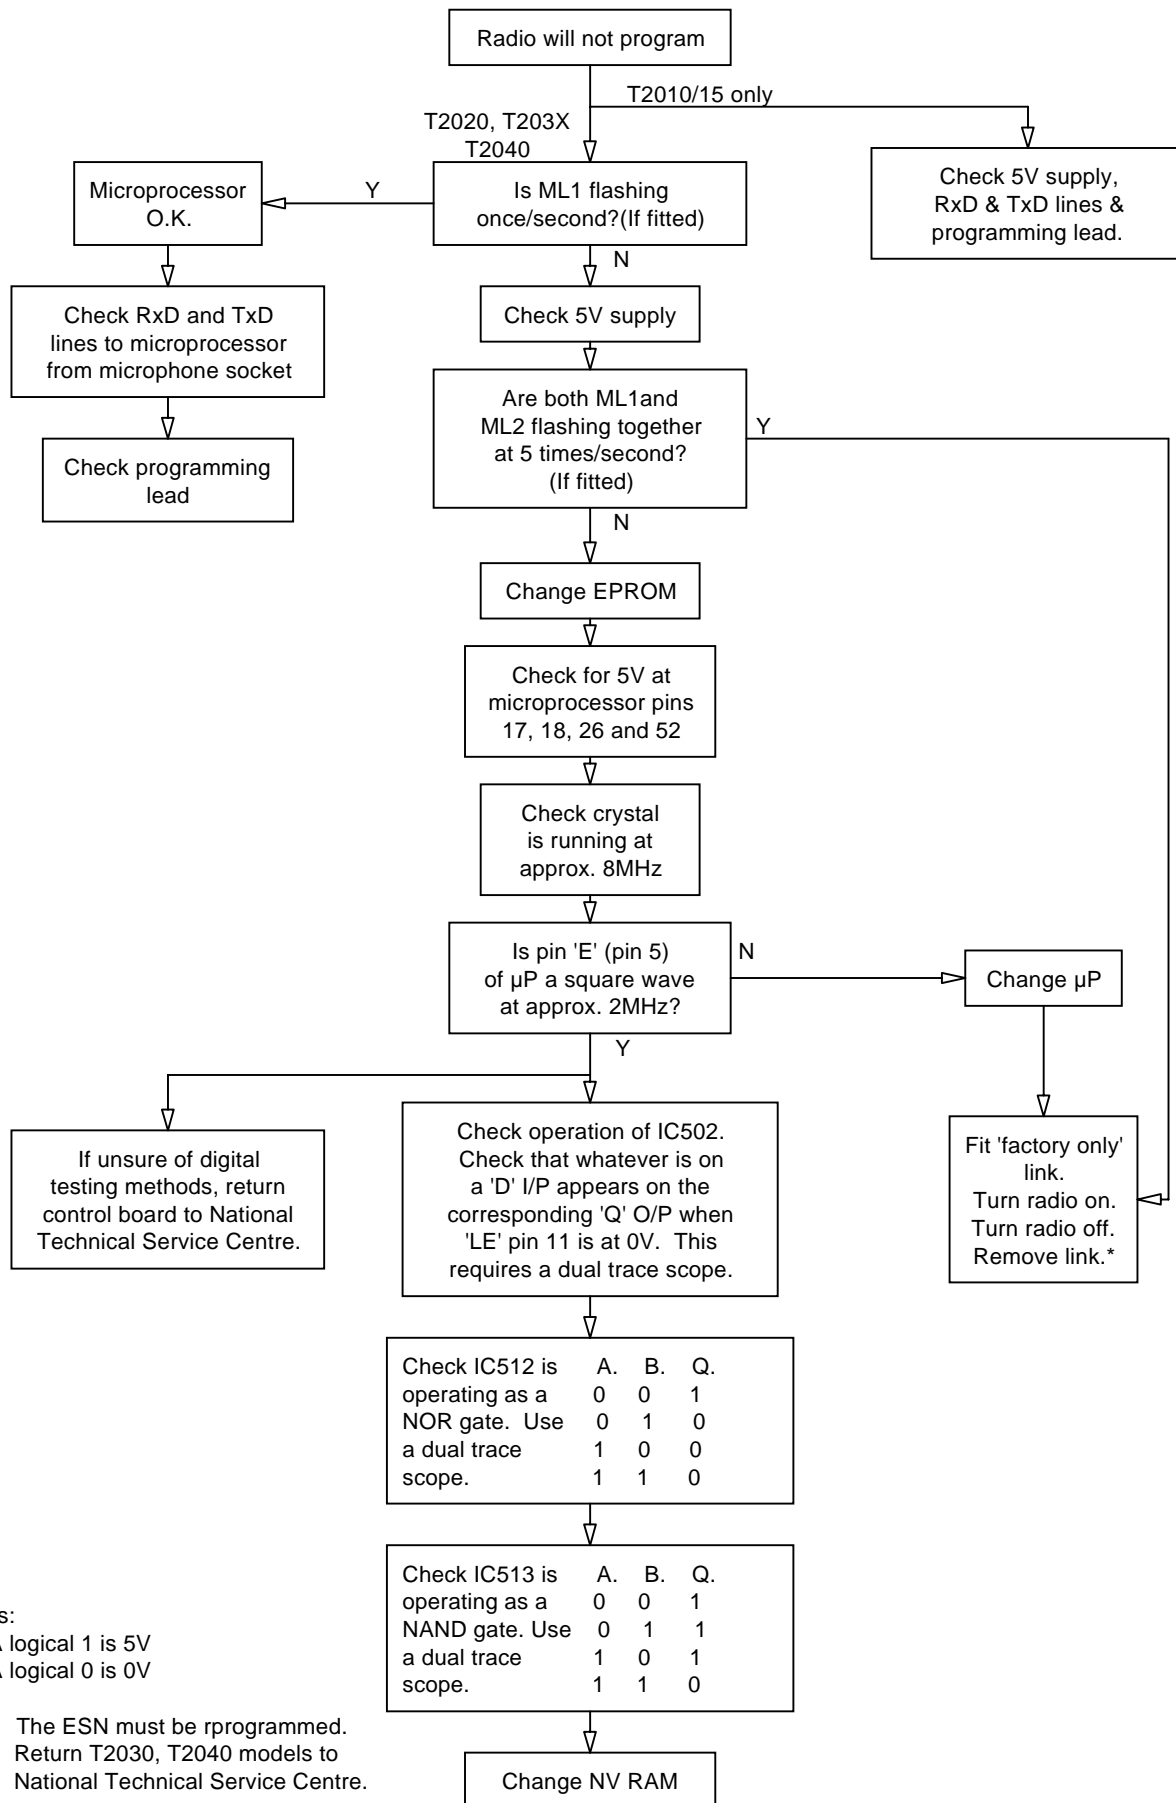 Radio will not program
T2010/15 only
T2020, T203X
T2040
Microprocessor
O.K.
Y
Is ML1 flashing
once/second?(If fitted)
Check 5V supply,
RxD & TxD lines &
programming lead.
N
Check RxD and TxD
lines to microprocessor
from microphone socket
Check 5V supply
Check programming
lead
Are both ML1and
ML2 flashing together
at 5 times/second?
(If fitted)
Y
N
Change EPROM
Check for 5V at
microprocessor pins
17, 18, 26 and 52
Check crystal
is running at
approx. 8MHz
Is pin 'E' (pin 5)
of µP a square wave
at approx. 2MHz?
N
Change µP
Y
If unsure of digital
testing methods, return
control board to National
Technical Service Centre.
Check operation of IC502.
Check that whatever is on
a 'D' I/P appears on the
corresponding 'Q' O/P when
'LE' pin 11 is at 0V. This
requires a dual trace scope.
Fit 'factory only'
link.
Turn radio on.
Turn radio off.
Remove link.*
Check IC512 is A. B. Q.
operating as a 0 0 1
NOR gate. Use 0 1 0
a dual trace 1 0 0
scope. 1 1 0
Check IC513 is A. B. Q.
operating as a 0 0 1
NAND gate. Use 0 1 1
a dual trace 1 0 1
scope. 1 1 0
s:
A logical 1 is 5V
A logical 0 is 0V
The ESN must be rprogrammed.
Return T2030, T2040 models to
National Technical Service Centre.
Change NV RAM